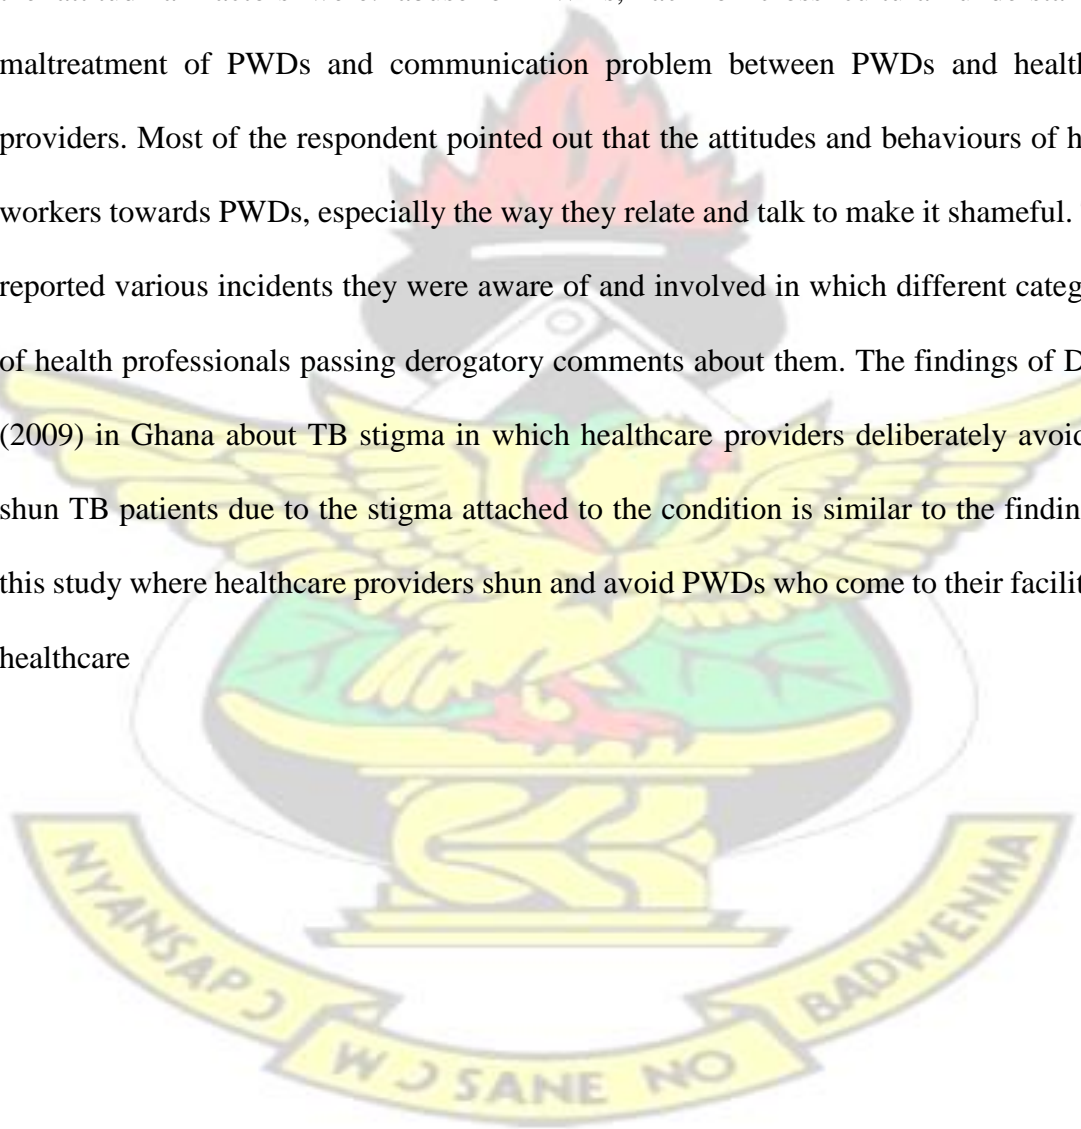 maltreatment of PWDs and communication problem between PWDs and health
providers. Most of the respondent pointed out that the attitudes and behaviours of h
workers towards PWDs, especially the way they relate and talk to make it shameful.
reported various incidents they were aware of and involved in which different categ
of health professionals passing derogatory comments about them. The findings of D
(2009) in Ghana about TB stigma in which healthcare providers deliberately avoid
shun TB patients due to the stigma attached to the condition is similar to the findin
this study where healthcare providers shun and avoid PWDs who come to their facilit
healthcare
NYANSAPƆ
WƆ SANE NO
BADWENMA